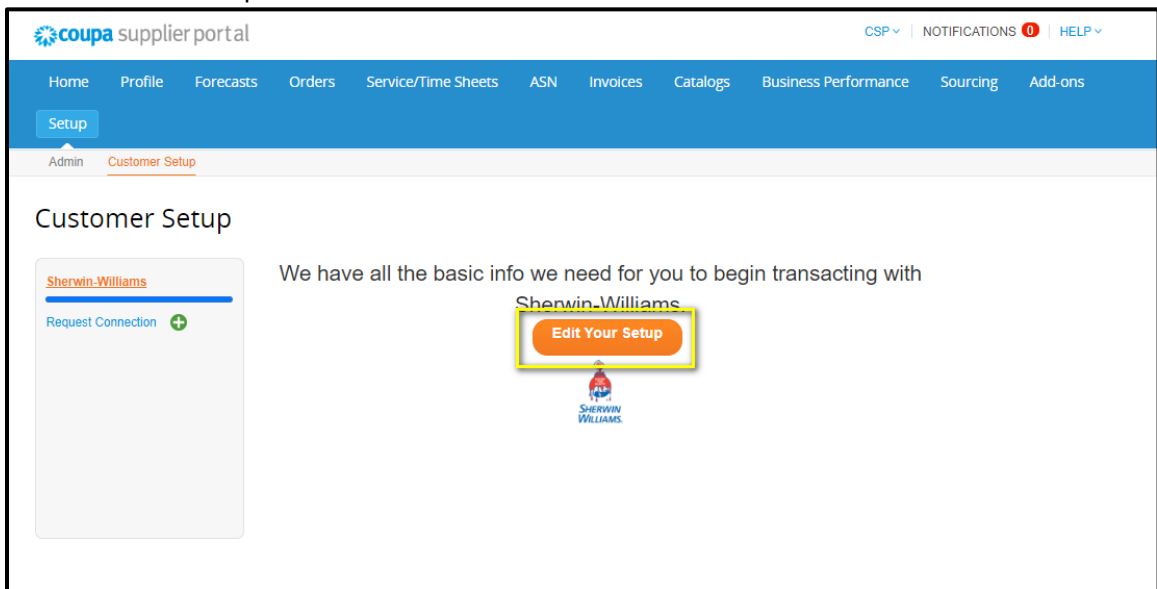 coupa supplier portal
CSP NOTIFICATIONS 0 HELP
Home Profile Forecasts Orders Service/Time Sheets ASN Invoices Catalogs Business Performance Sourcing Add-ons
Setup
Admin Customer Setup
Customer Setup
Sherwin-Williams
Request Connection
We have all the basic info we need for you to begin transacting with
Sherwin-Williams.
Edit Your Setup
SHERWIN
WILLIAMS.